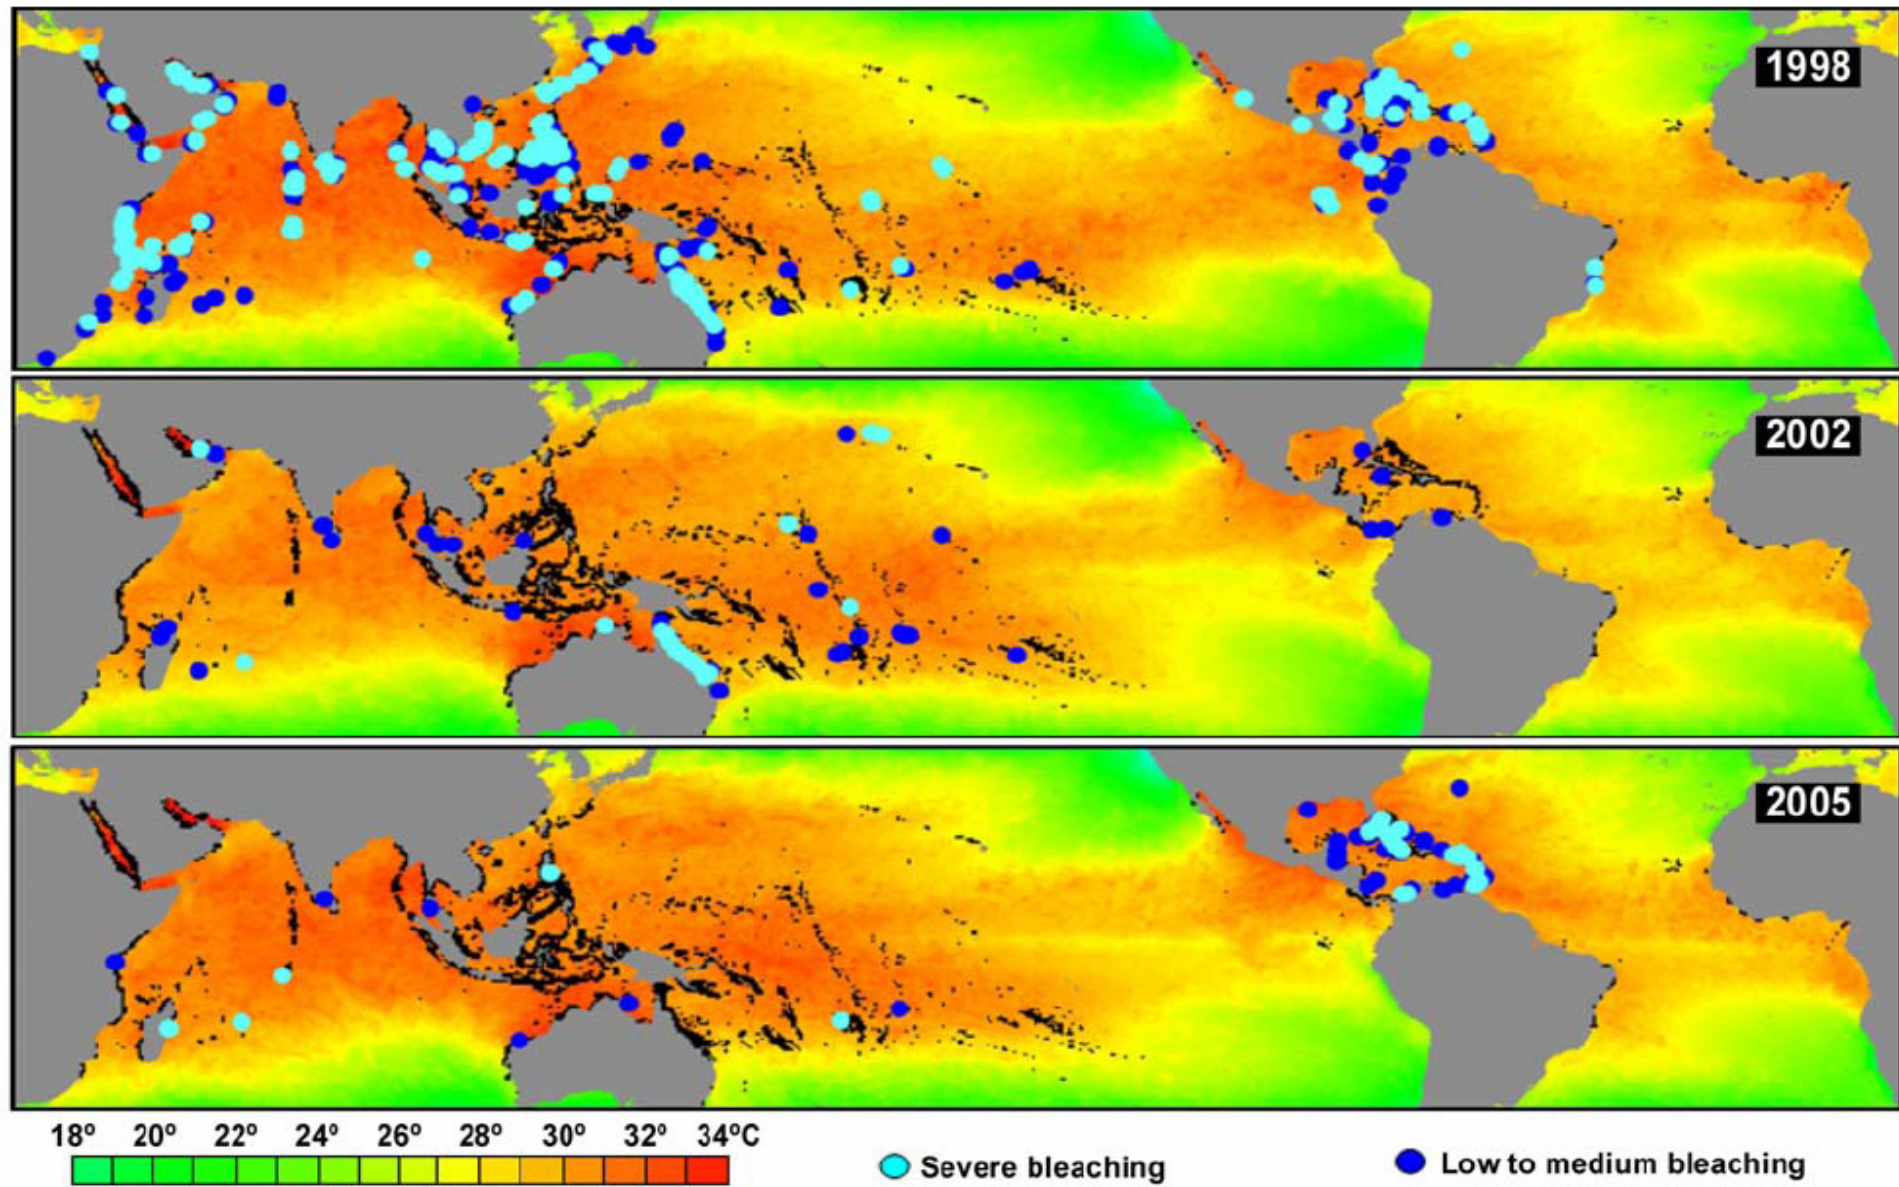 1998
2002
2005
18º 20º 22º 24º 26º 28º 30º 32º 34ºC
Severe bleaching
Low to medium bleaching